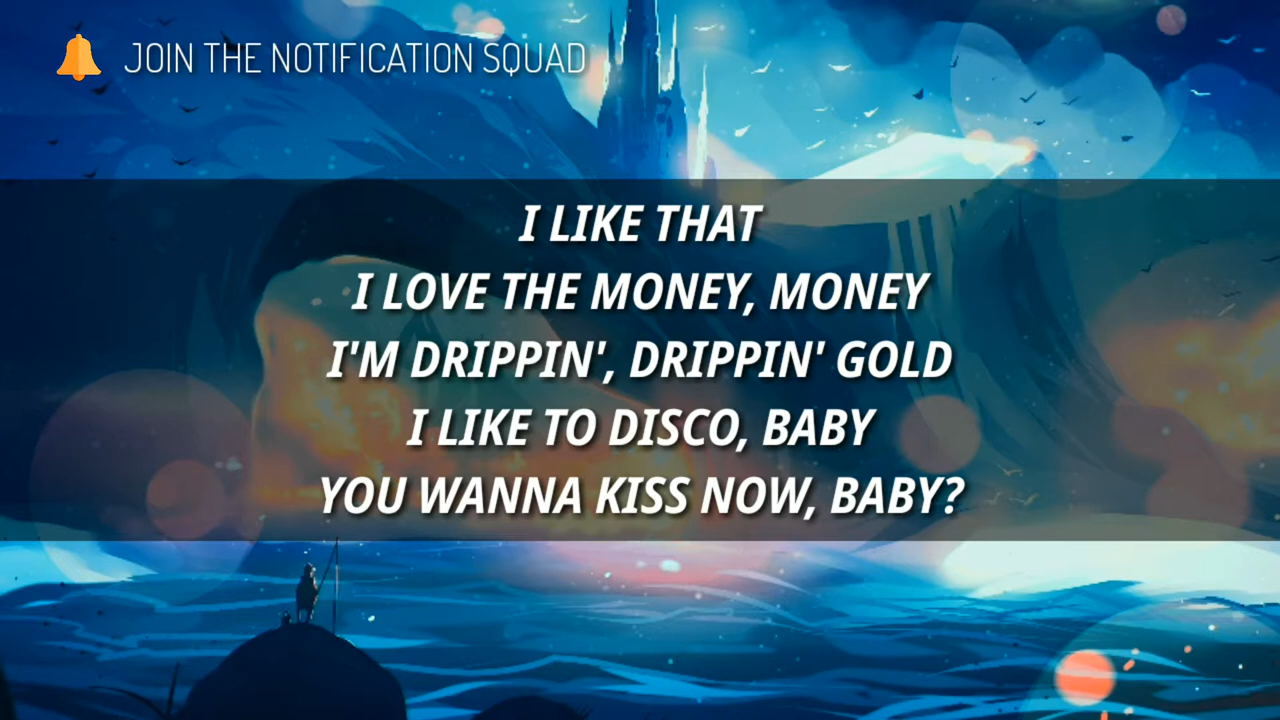 JOIN THE NOTIFICATION SQUAD
I LIKE THAT
I LOVE THE MONEY, MONEY
I'M DRIPPIN', DRIPPIN' GOLD
I LIKE TO DISCO, BABY
YOU WANNA KISS NOW, BABY?